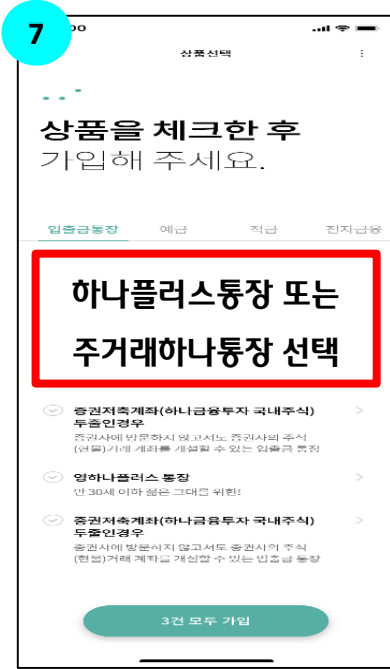 7
상품선택
상품을 체크한 후
가입해 주세요.
입출금통장 예금 적금 전자금융
하나플러스통장 또는
주거래하나통장 선택
증권저축계좌(하나금융투자 국내주식)
두줄인경우
증권사에 방문하지 않고서도 증권사의 주식
(현물)거래 계좌를 개설할 수 있는 입출금 통장
영하나플러스 통장
만 30세 이하 젊은 그대를 위한!
증권저축계좌(하나금융투자 국내주식)
두줄인경우
증권사에 방문하지 않고서도 증권사의 주식
(현물)거래 계좌를 개설할 수 있는 입출금 통장
3건 모두 가입